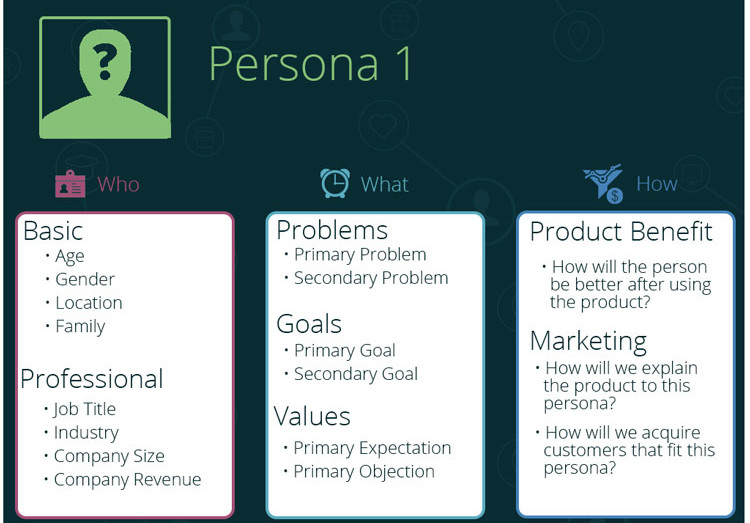 ?
Persona 1
Who
Basic
• Age
• Gender
• Location
• Family
Professional
• Job Title
• Industry
• Company Size
• Company Revenue
What
Problems
• Primary Problem
• Secondary Problem
Goals
• Primary Goal
• Secondary Goal
Values
• Primary Expectation
• Primary Objection
$
How
Product Benefit
• How will the person
be better after using
the product?
Marketing
• How will we explain
the product to this
persona?
• How will we acquire
customers that fit this
persona?